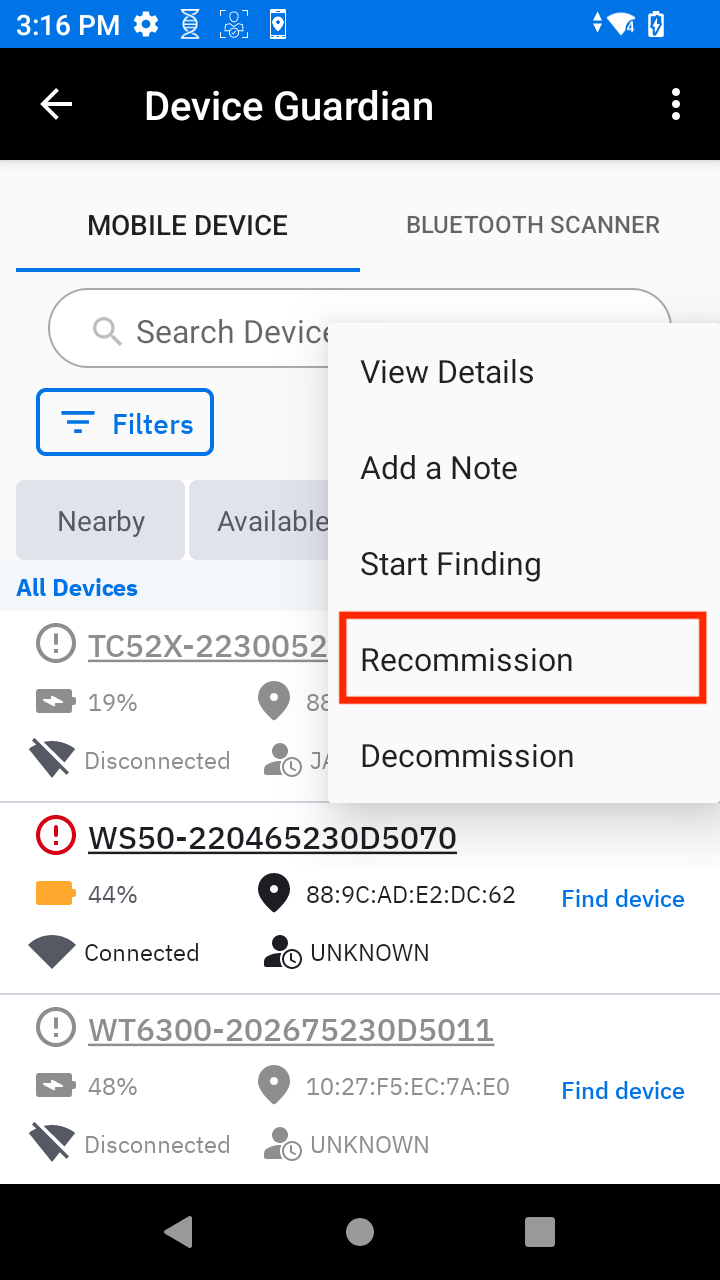 3:16 PM
4
Device Guardian
MOBILE DEVICE
BLUETOOTH SCANNER
Search Device
View Details
Filters
Add a Note
Nearby
Available
Start Finding
All Devices
TC52X-2230052
Recommission
19%
88
Disconnected
JA
Decommission
WS50-220465230D5070
44%
88:9C:AD:E2:DC:62
Find device
Connected
UNKNOWN
WT6300-202675230D5011
48%
10:27:F5:EC:7A:E0
Find device
Disconnected
UNKNOWN